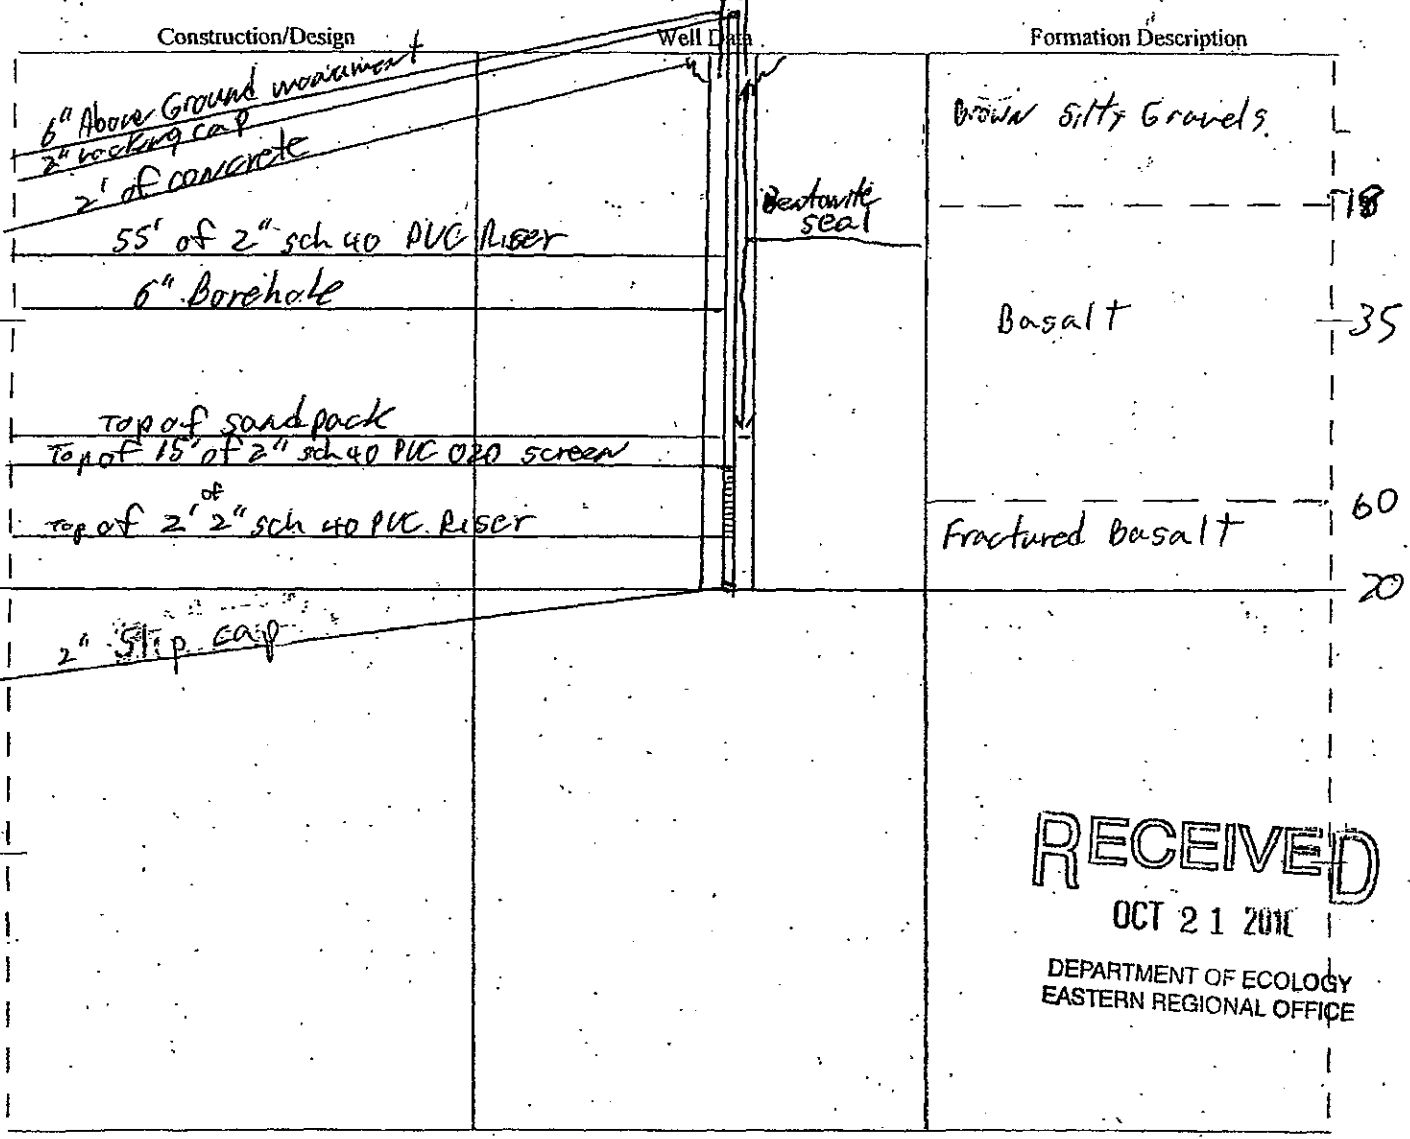 Construction/Design
Well Data
Formation Description
6" Above Ground monument
2" Locking cap
2' of concrete
55' of 2" sch 40 PVC Riser
6" Borehole
Top of sand pack
Top of 15' of 2" sch 40 PVC 020 screen
Top of 2' of 2" sch 40 PVC Riser
2" Slip cap
Bentonite
seal
Brown Silty Gravels.
18
Basalt
35
60
Fractured Basalt
RECEIVED
OCT 21
DEPARTMENT OF ECOLOGY
EASTERN REGIONAL OFFICE